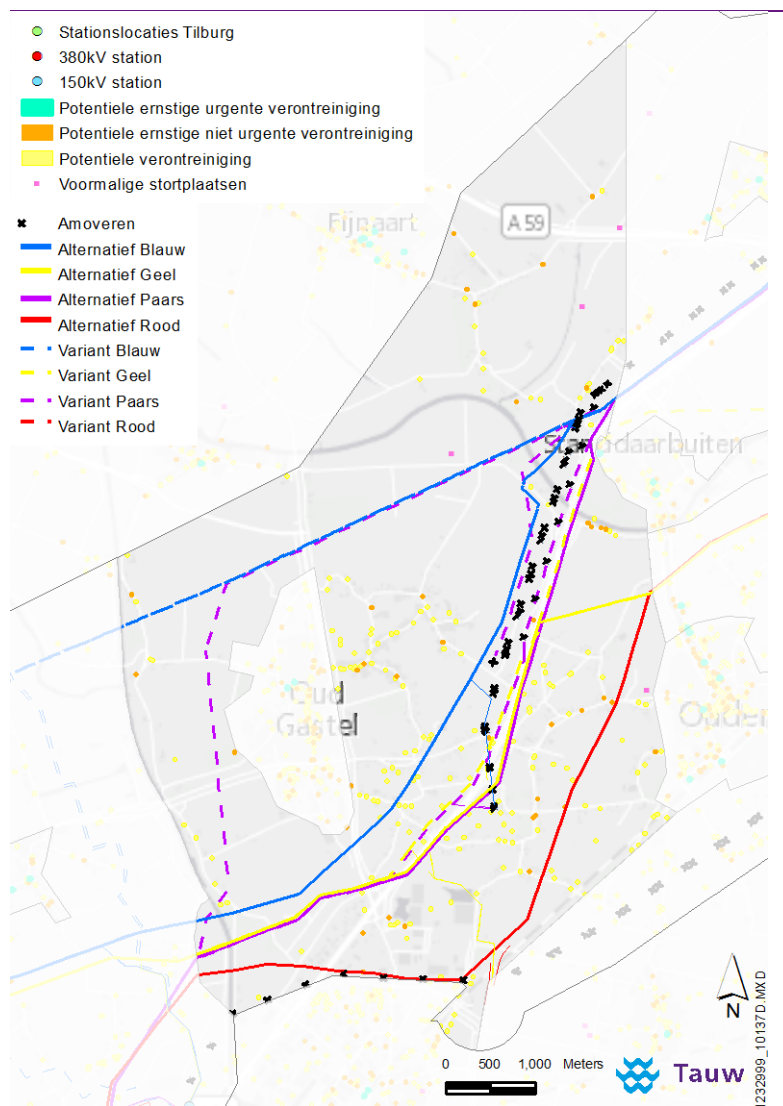 Stationslocaties Tilburg
380kV station
150kV station
Potentiele ernstige urgente verontreiniging
Potentiele ernstige niet urgente verontreiniging
Potentiele verontreiniging
Voormalige stortplaatsen
Amoveren
Alternatief Blauw
Alternatief Geel
Alternatief Paars
Alternatief Rood
Variant Blauw
Variant Geel
Variant Paars
Variant Rood
Fijnaart
A 59
Standdaarbuiten
Oud
Gastel
Ouden
N
0 500 1,000 Meters
Tauw
1232999_10137D.MXD